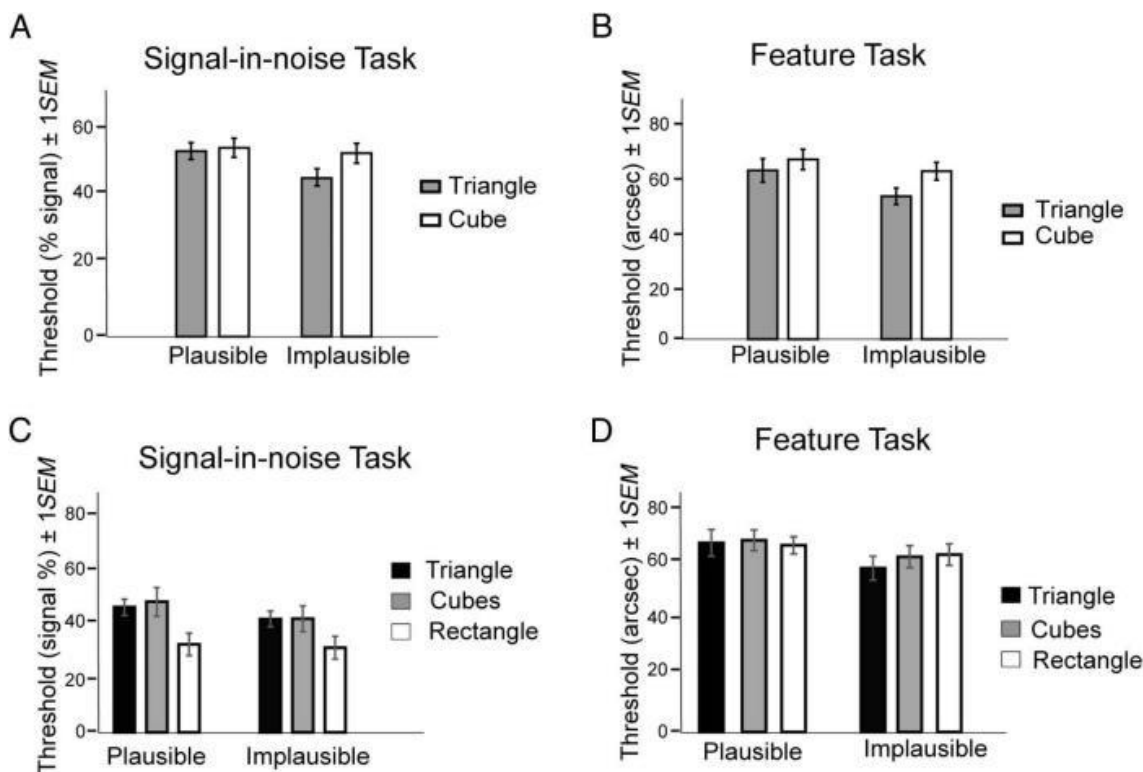 A
Signal-in-noise Task
Threshold (% signal) ± 1SEM
60
40
20
0
Plausible Implausible
Triangle
Cube
B
Feature Task
Threshold (arcsec) ± 1SEM
80
60
40
20
0
Plausible Implausible
Triangle
Cube
C
Signal-in-noise Task
Threshold (signal %) ± 1SEM
80
60
40
20
0
Plausible Implausible
Triangle
Cubes
Rectangle
D
Feature Task
Threshold (arcsec) ± 1SEM
80
60
40
20
0
Plausible Implausible
Triangle
Cubes
Rectangle